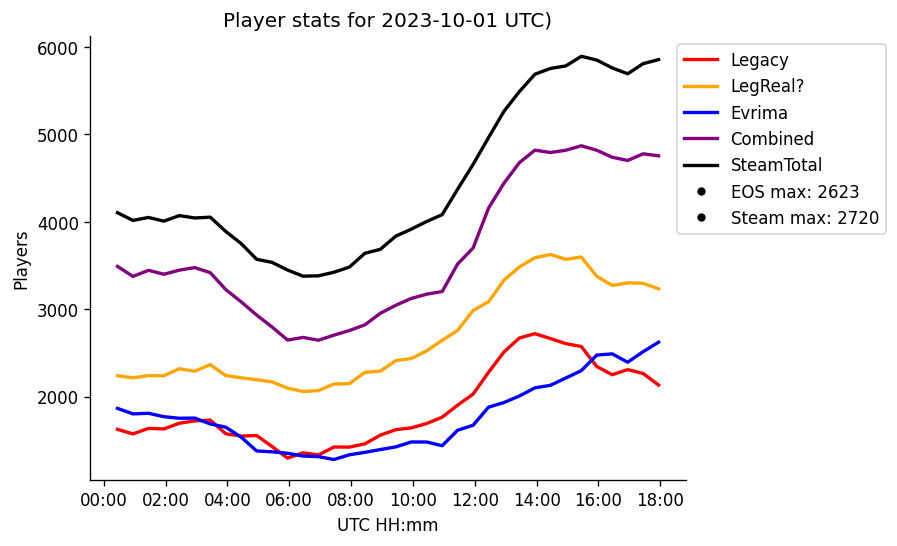 Player stats for 2023-10-01 UTC)
6000
5000
4000
3000
2000
Players
00:00 02:00 04:00 06:00 08:00 10:00 12:00 14:00 16:00 18:00
UTC HH:mm
Legacy
LegReal?
Evrima
Combined
SteamTotal
EOS max: 2623
Steam max: 2720